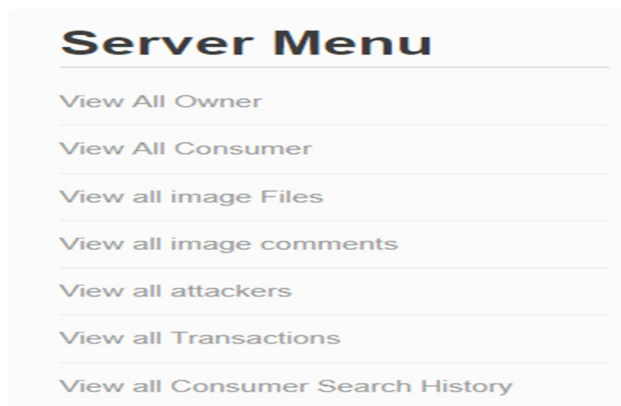 Server Menu
View All Owner
View All Consumer
View all image Files
View all image comments
View all attackers
View all Transactions
View all Consumer Search History